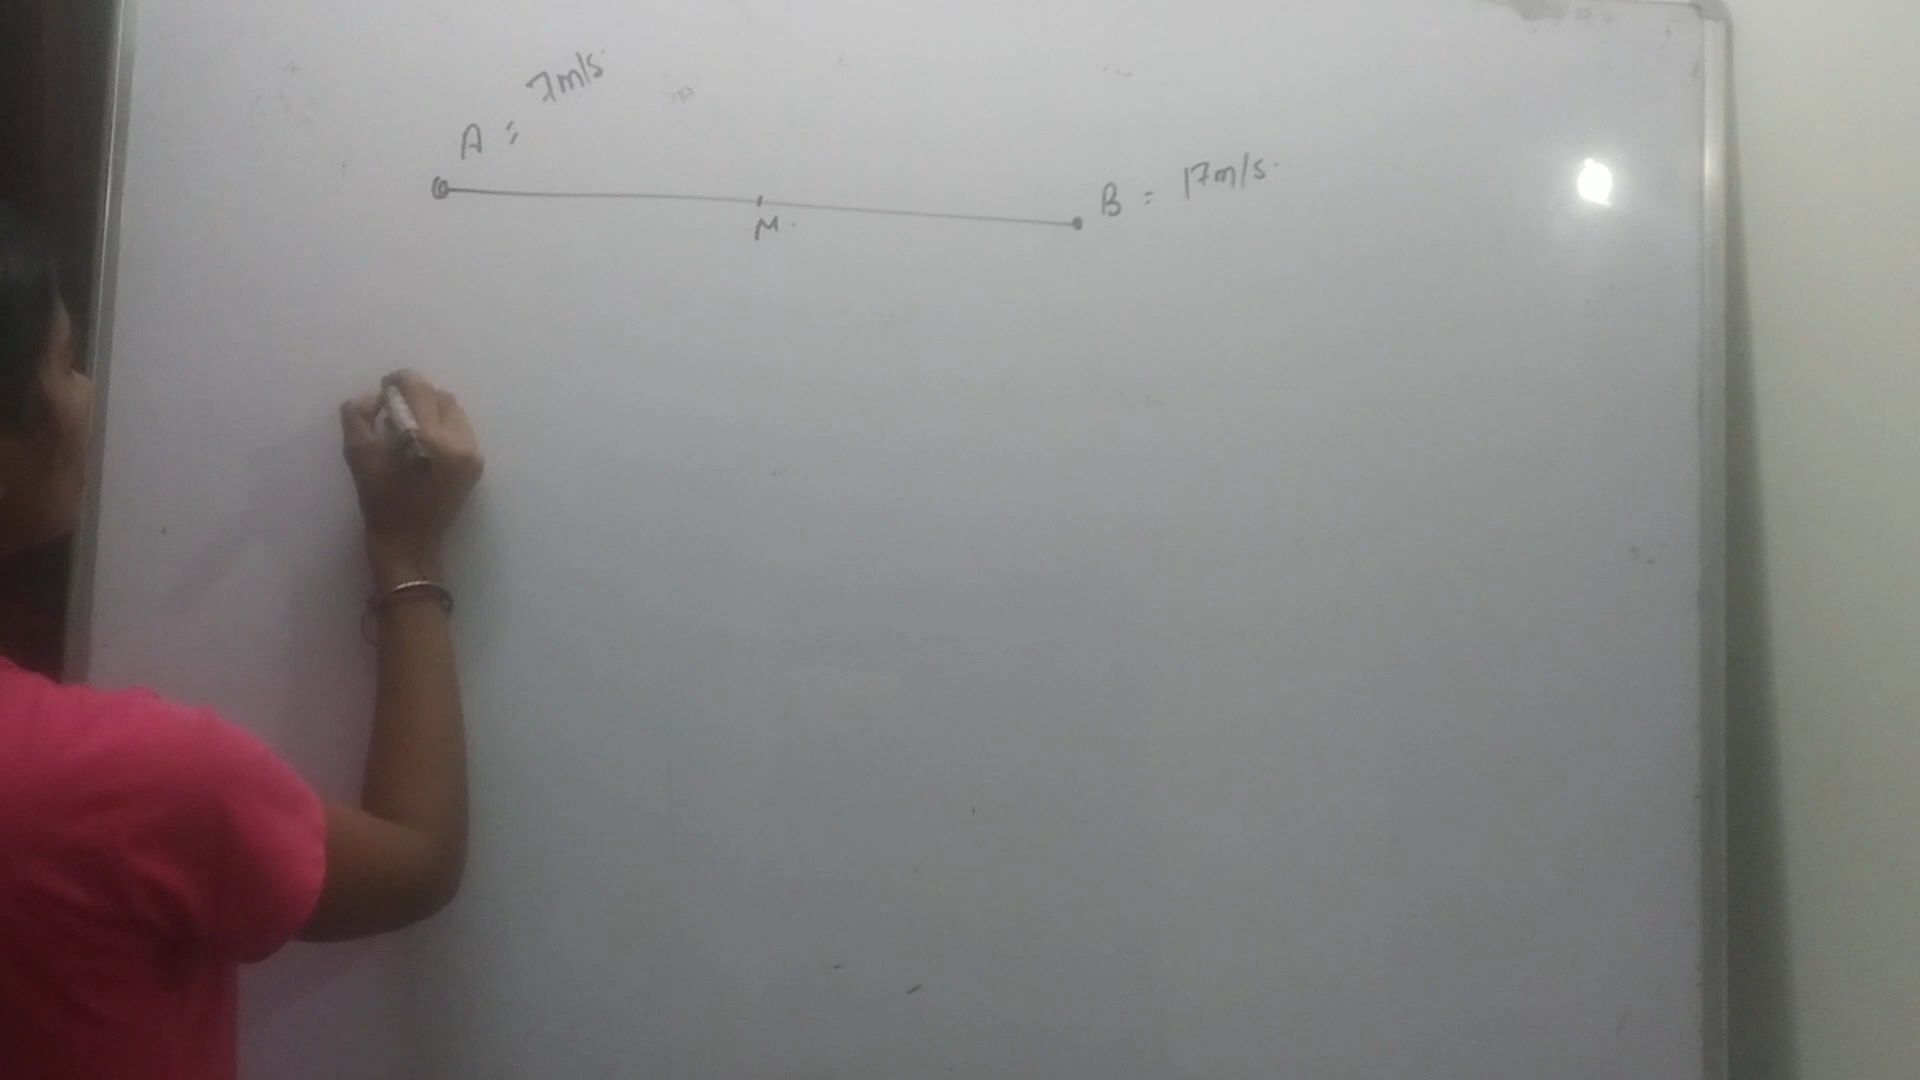 A = 7m/s
M
B = 17m/s